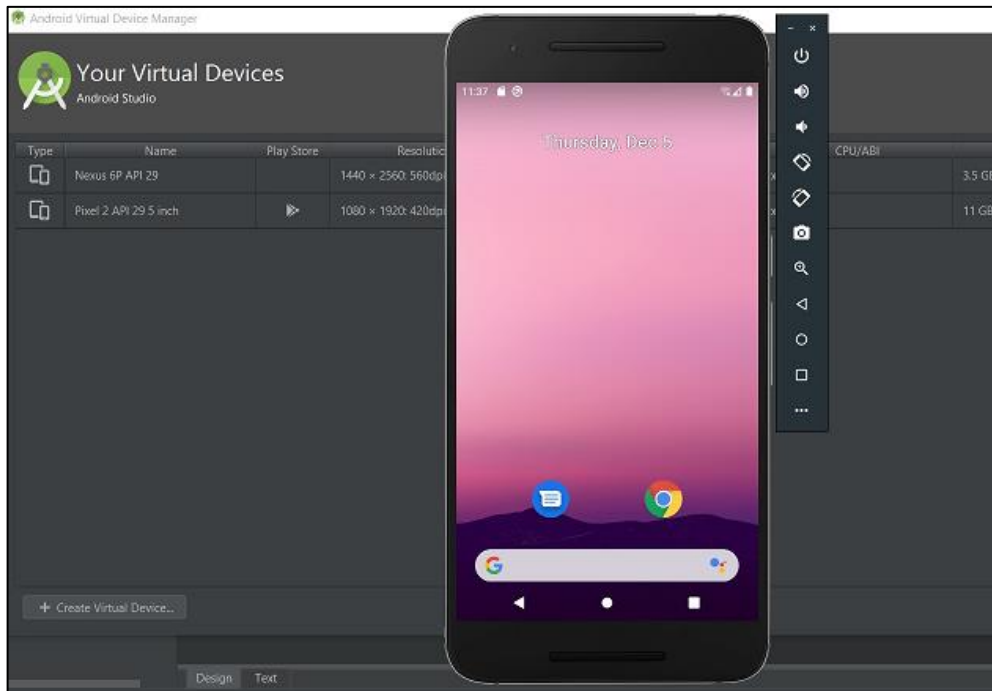 Android Virtual Device Manager
Your Virtual Devices
Android Studio
Type Name Play Store Resolutio CPU/ABI
Nexus 6P API 29 1440 × 2560: 560dpi 3.5 GB
Pixel 2 API 29 5 inch 1080 × 1920: 420dpi 11 GB
11:37
Thursday, Dec 5
G
+ Create Virtual Device...
Design Text